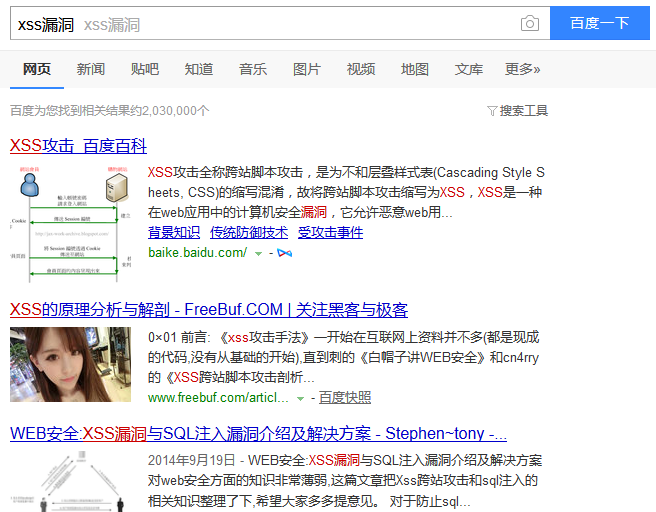 xss漏洞 xss漏洞 百度一下
网页 新闻 贴吧 知道 音乐 图片 视频 地图 文库 更多»
百度为您找到相关结果约2,030,000个 搜索工具
XSS攻击_百度百科
XSS攻击全称跨站脚本攻击，是为不和层叠样式表(Cascading Style S
heets, CSS)的缩写混淆，故将跨站脚本攻击缩写为XSS，XSS是一种
在web应用中的计算机安全漏洞，它允许恶意web用...
背景知识 传统防御技术 受攻击事件
baike.baidu.com/ -
XSS的原理分析与解剖 - FreeBuf.COM | 关注黑客与极客
0×01 前言: 《xss攻击手法》一开始在互联网上资料并不多(都是现成
的代码,没有从基础的开始),直到刺的《白帽子讲WEB安全》和cn4rry
的《XSS跨站脚本攻击剖析...
www.freebuf.com/articl... - 百度快照
WEB安全:XSS漏洞与SQL注入漏洞介绍及解决方案 - Stephen~tony -...
2014年9月19日 - WEB安全:XSS漏洞与SQL注入漏洞介绍及解决方案
对web安全方面的知识非常薄弱,这篇文章把Xss跨站攻击和sql注入的
相关知识整理了下,希望大家多多提意见。 对于防止sql...